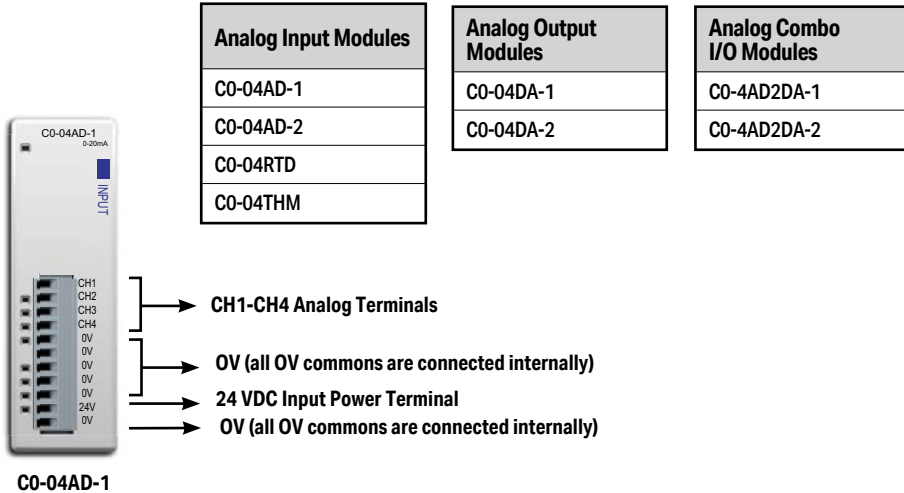 Analog Input Modules
C0-04AD-1
C0-04AD-2
C0-04RTD
C0-04THM
Analog Output
Modules
C0-04DA-1
C0-04DA-2
Analog Combo
I/O Modules
C0-4AD2DA-1
C0-4AD2DA-2
C0-04AD-1
0-20mA
INPUT
CH1
CH2
CH3
CH4
0V
0V
0V
0V
0V
24V
0V
CH1-CH4 Analog Terminals
OV (all OV commons are connected internally)
24 VDC Input Power Terminal
OV (all OV commons are connected internally)
C0-04AD-1